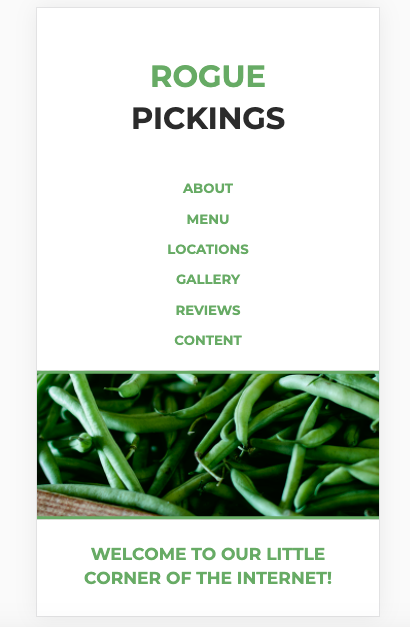 ROGUE
PICKINGS
ABOUT
MENU
LOCATIONS
GALLERY
REVIEWS
CONTENT
WELCOME TO OUR LITTLE
CORNER OF THE INTERNET!